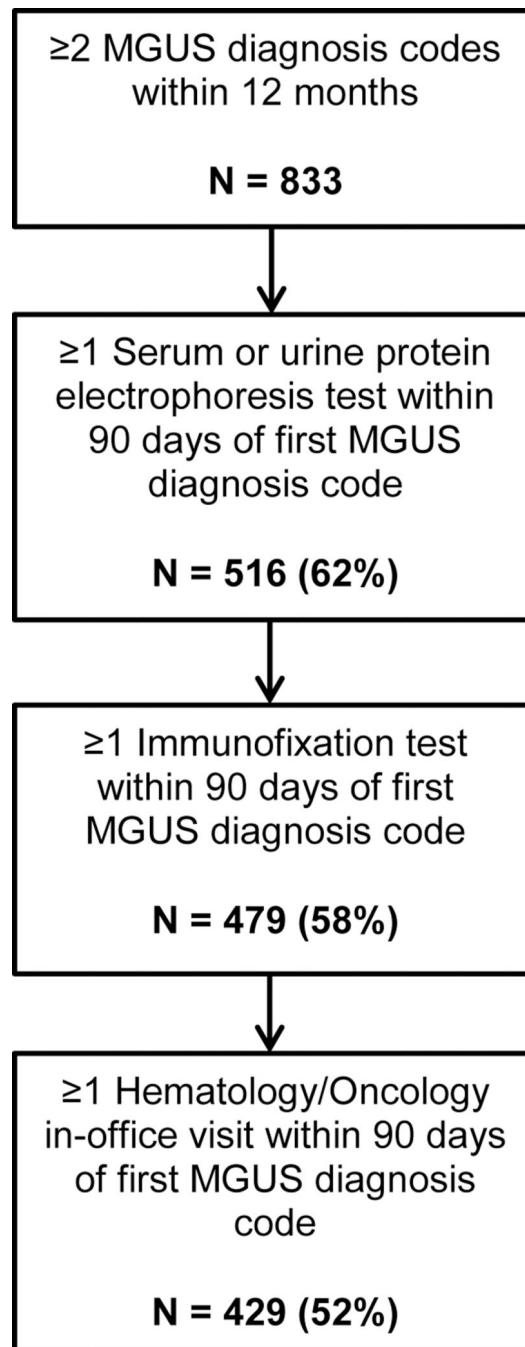 ≥2 MGUS diagnosis codes
within 12 months
N = 833
≥1 Serum or urine protein
electrophoresis test within
90 days of first MGUS
diagnosis code
N = 516 (62%)
≥1 Immunofixation test
within 90 days of first
MGUS diagnosis code
N = 479 (58%)
≥1 Hematology/Oncology
in-office visit within 90 days
of first MGUS diagnosis
code
N = 429 (52%)